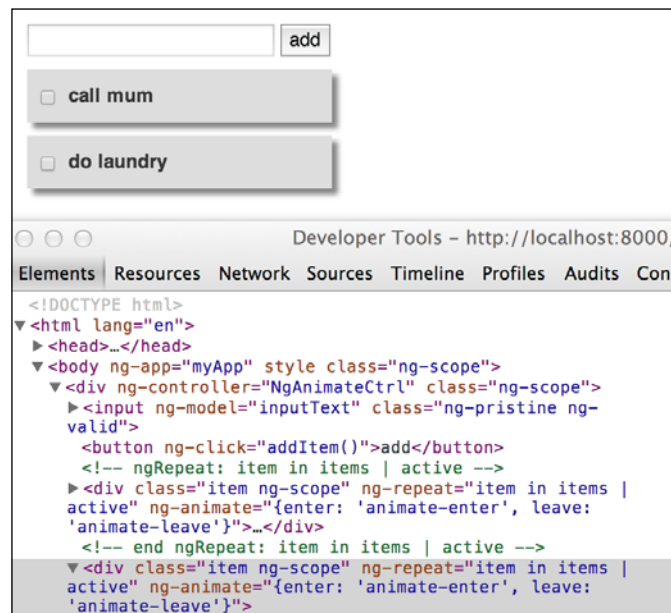 add
call mum
do laundry
Developer Tools – http://localhost:8000/
Elements Resources Network Sources Timeline Profiles Audits Con
<!DOCTYPE html>
▼<html lang="en">
▶<head>…</head>
▼<body ng-app="myApp" style class="ng-scope">
▼<div ng-controller="NgAnimateCtrl" class="ng-scope">
▶<input ng-model="inputText" class="ng-pristine ng-
valid">
<button ng-click="addItem()">add</button>
<!-- ngRepeat: item in items | active -->
▶<div class="item ng-scope" ng-repeat="item in items |
active" ng-animate="{enter: 'animate-enter', leave:
'animate-leave'}">…</div>
<!-- end ngRepeat: item in items | active -->
▼<div class="item ng-scope" ng-repeat="item in items |
active" ng-animate="{enter: 'animate-enter', leave:
'animate-leave'}">